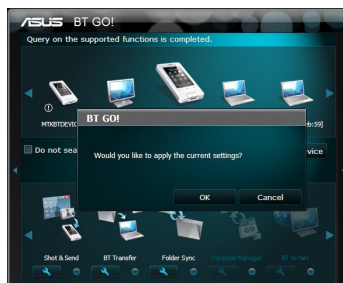 ASUS BT GO!
Query on the supported functions is completed.
MTKBTDEVIC
BT GO!
eb:59]
Do not sea
vice
Would you like to apply the current settings?
OK Cancel
Shot & Send BT Transfer Folder Sync Personal Manager BT to Net
09